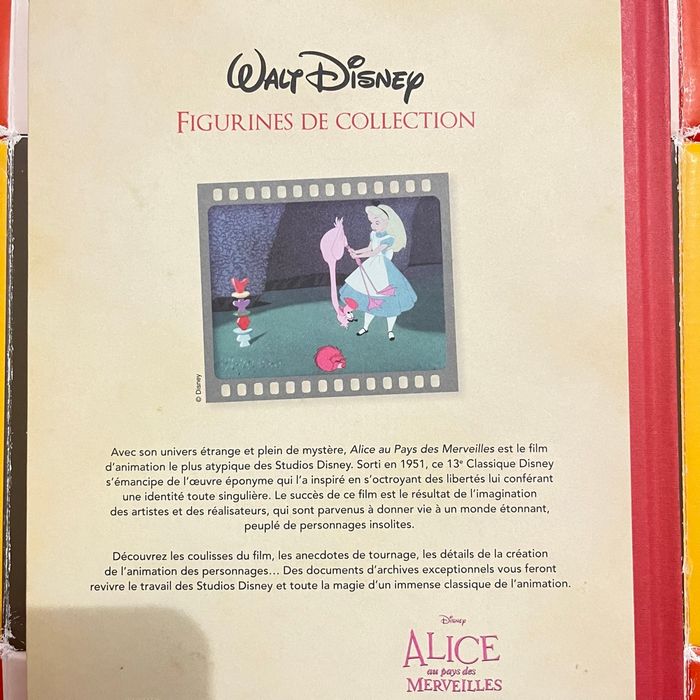 WALT DISNEY
FIGURINES DE COLLECTION
© Disney
Avec son univers étrange et plein de mystère, Alice au Pays des Merveilles est le film
d'animation le plus atypique des Studios Disney. Sorti en 1951, ce 13e Classique Disney
s'émancipe de l'œuvre éponyme qui l'a inspiré en s'octroyant des libertés lui conférant
une identité toute singulière. Le succès de ce film est le résultat de l'imagination
des artistes et des réalisateurs, qui sont parvenus à donner vie à un monde étonnant,
peuplé de personnages insolites.
Découvrez les coulisses du film, les anecdotes de tournage, les détails de la création
de l'animation des personnages... Des documents d'archives exceptionnels vous feront
revivre le travail des Studios Disney et toute la magie d'un immense classique de l'animation.
Disney
ALICE
au pays des
MERVEILLES